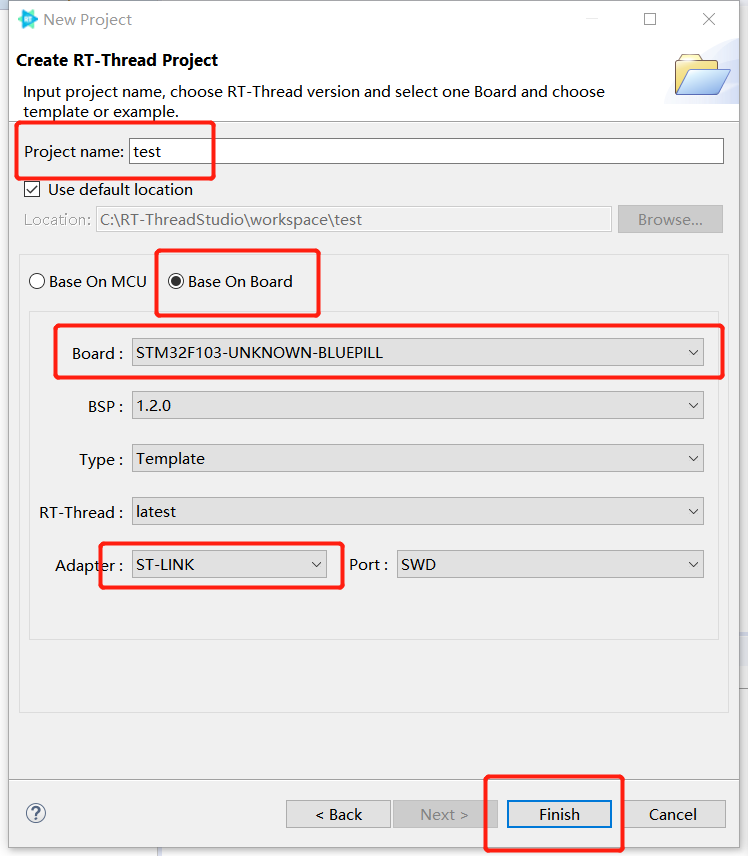 RT New Project
Create RT-Thread Project
Input project name, choose RT-Thread version and select one Board and choose
template or example.
Project name: test
Use default location
Location: C:\RT-ThreadStudio\workspace\test Browse...
Base On MCU Base On Board
Board : STM32F103-UNKNOWN-BLUEPILL
BSP : 1.2.0
Type : Template
RT-Thread : latest
Adapter : ST-LINK Port : SWD
? < Back Next > Finish Cancel